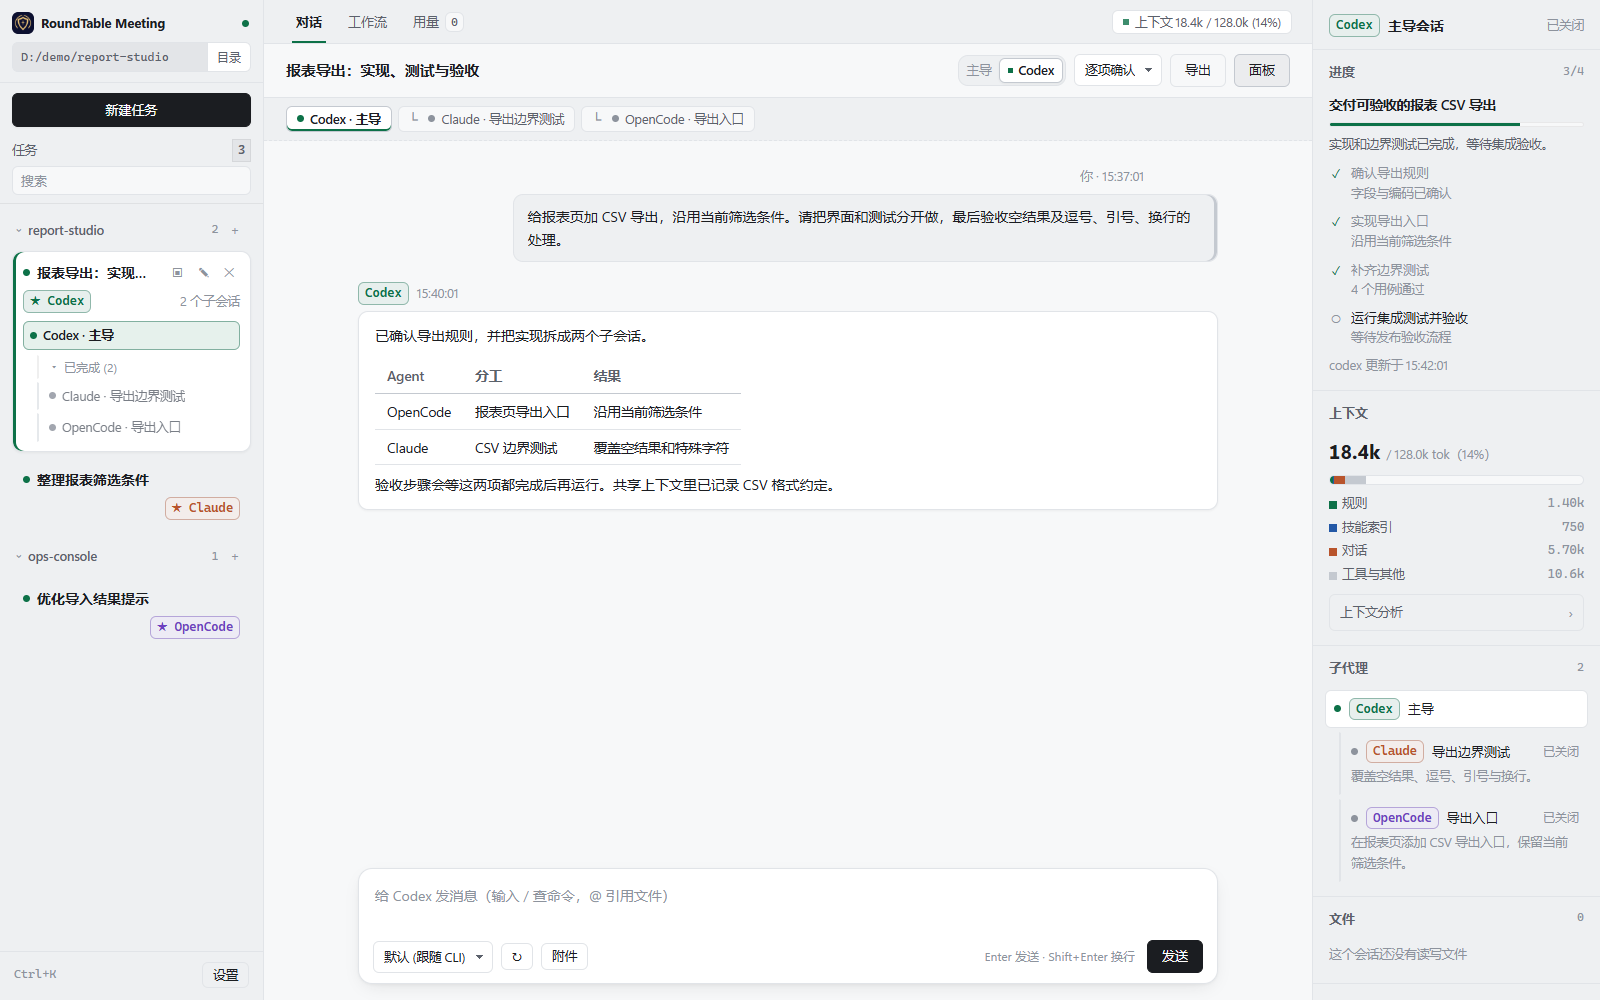 RoundTable Meeting
D:/demo/report-studio
目录
新建任务
任务
3
搜索
report-studio
2
+
报表导出：实现...
★ Codex
2 个子会话
Codex · 主导
已完成 (2)
Claude · 导出边界测试
OpenCode · 导出入口
整理报表筛选条件
★ Claude
ops-console
1
+
优化导入结果提示
★ OpenCode
Ctrl+K
设置
对话
工作流
用量
0
上下文 18.4k / 128.0k (14%)
报表导出：实现、测试与验收
主导
Codex
逐项确认
导出
面板
Codex · 主导
└ Claude · 导出边界测试
└ OpenCode · 导出入口
你 · 15:37:01
给报表页加 CSV 导出，沿用当前筛选条件。请把界面和测试分开做，最后验收空结果及逗号、引号、换行的
处理。
Codex
15:40:01
已确认导出规则，并把实现拆成两个子会话。
Agent 分工 结果
OpenCode 报表页导出入口 沿用当前筛选条件
Claude CSV 边界测试 覆盖空结果和特殊字符
验收步骤会等这两项都完成后再运行。共享上下文里已记录 CSV 格式约定。
给 Codex 发消息（输入 / 查命令，@ 引用文件）
默认 (跟随 CLI)
↻
附件
Enter 发送 · Shift+Enter 换行
发送
Codex
主导会话
已关闭
进度
3/4
交付可验收的报表 CSV 导出
实现和边界测试已完成，等待集成验收。
✓ 确认导出规则
字段与编码已确认
✓ 实现导出入口
沿用当前筛选条件
✓ 补齐边界测试
4 个用例通过
○ 运行集成测试并验收
等待发布验收流程
codex 更新于 15:42:01
上下文
18.4k / 128.0k tok (14%)
规则 1.40k
技能索引 750
对话 5.70k
工具与其他 10.6k
上下文分析 ›
子代理
2
Codex 主导
Claude 导出边界测试 已关闭
覆盖空结果、逗号、引号与换行。
OpenCode 导出入口 已关闭
在报表页添加 CSV 导出入口，保留当前
筛选条件。
文件
0
这个会话还没有读写文件